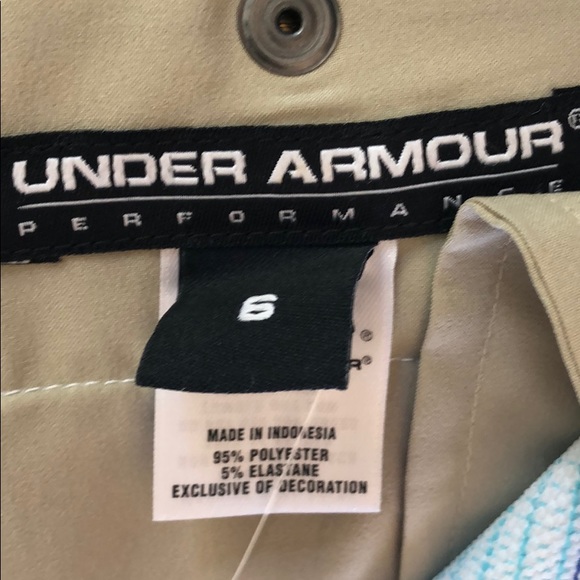 UNDER ARMOUR®
PERFORMANCE
6
®
R®
MADE IN INDONESIA
95% POLYESTER
5% ELASTANE
EXCLUSIVE OF DECORATION